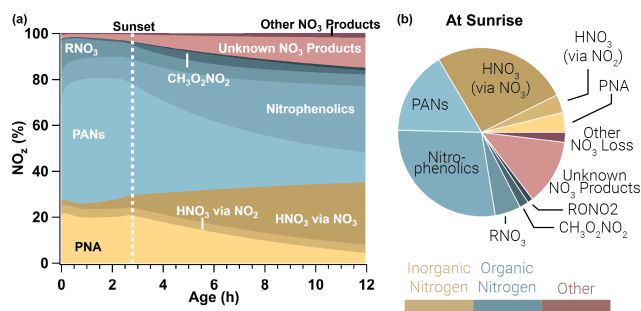 (a)
Sunset
Other NO₃ Products
100
80
60
40
20
0
NO_z (%)
RNO₃
Unknown NO₃ Products
CH₃O₂NO₂
Nitrophenolics
PANs
HNO₃ via NO₂
HNO₃ via NO₃
PNA
0 2 4 6 8 10 12
Age (h)
(b)
At Sunrise
HNO₃
(via NO₃)
HNO₃
(via NO₂)
PNA
PANs
Other
NO₃ Loss
Nitro-
phenolics
Unknown
NO₃ Products
RONO2
CH₃O₂NO₂
RNO₃
Inorganic
Nitrogen
Organic
Nitrogen
Other